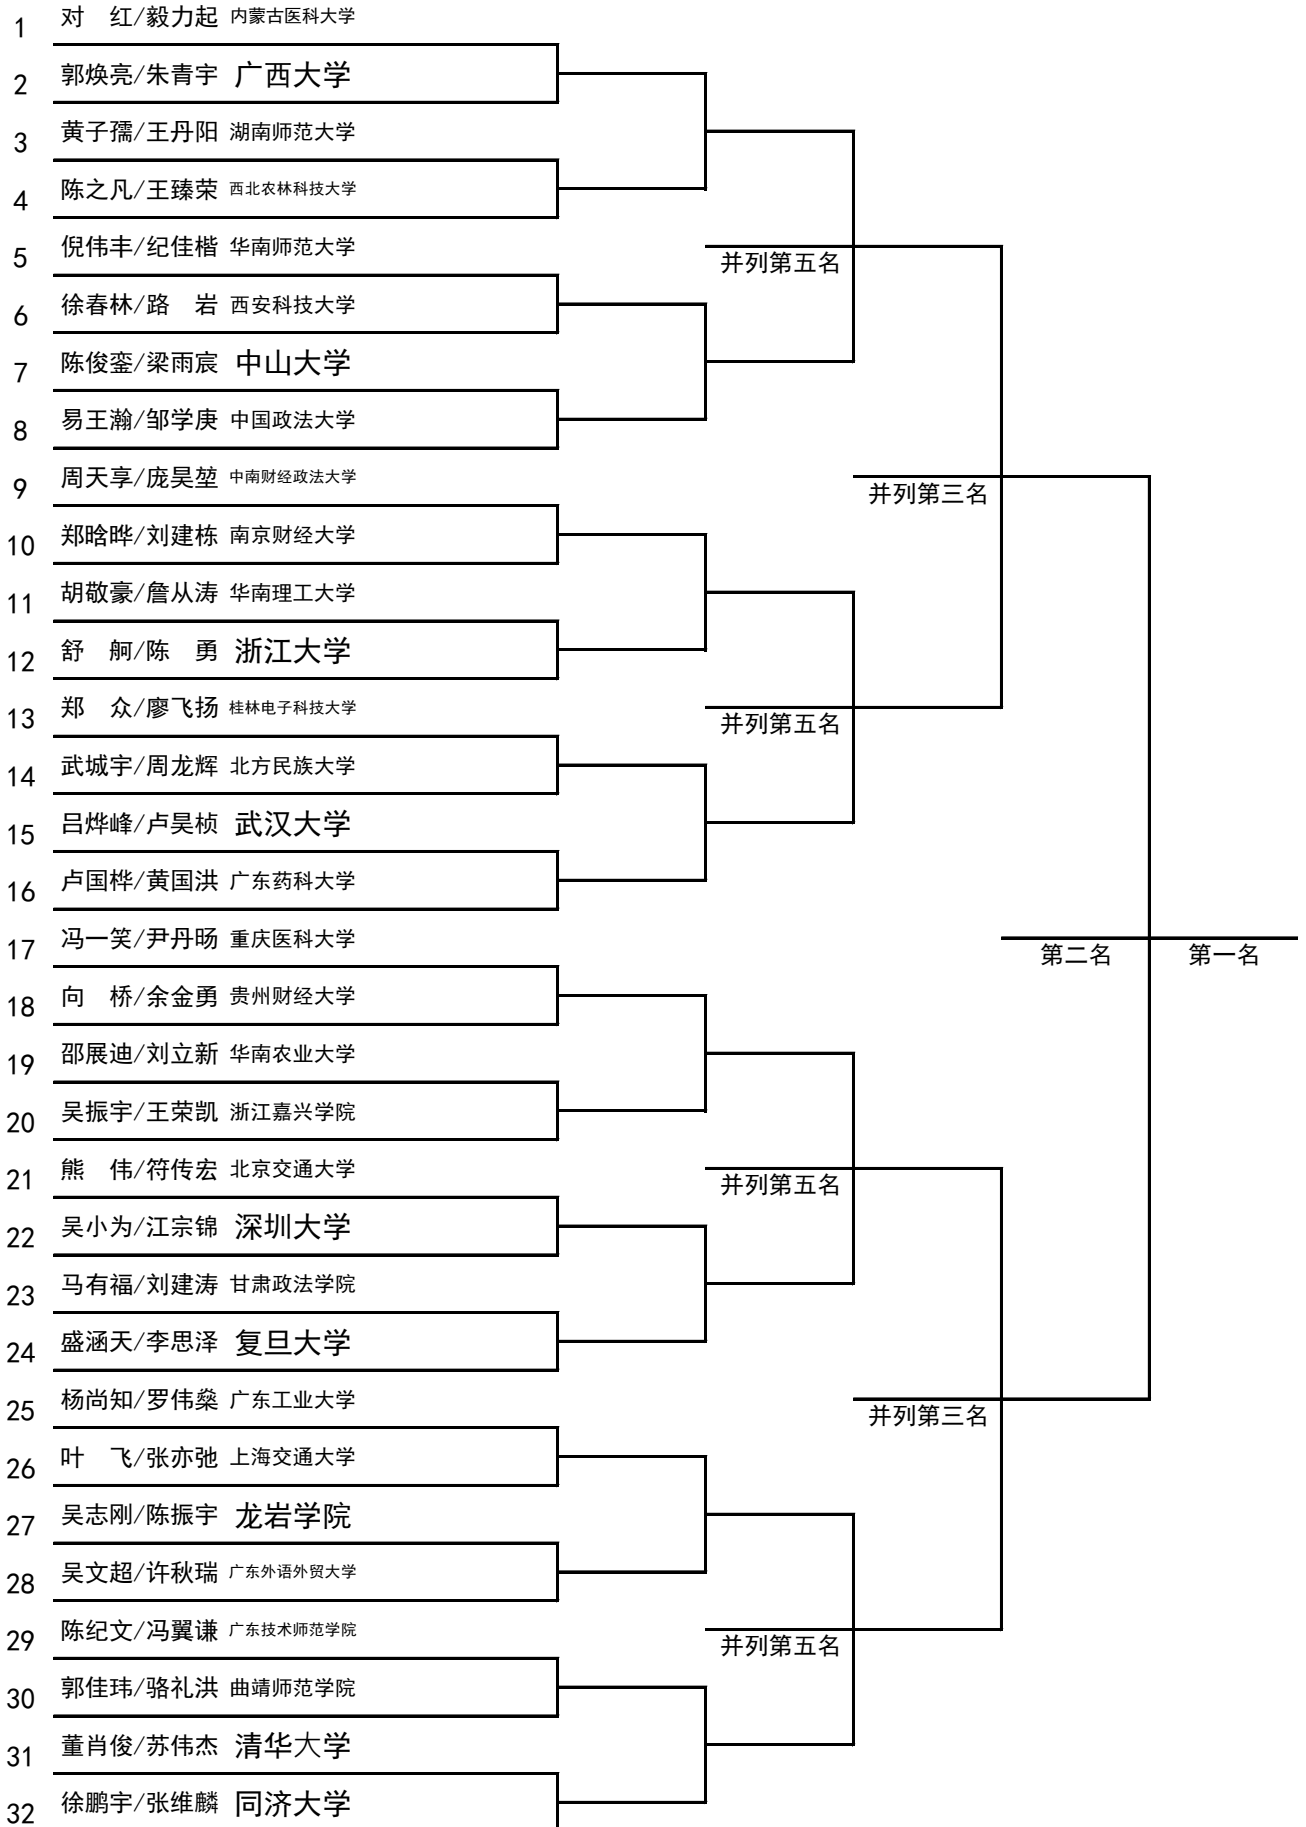 1 对　红/毅力起 内蒙古医科大学
2 郭焕亮/朱青宇 广西大学
3 黄子孺/王丹阳 湖南师范大学
4 陈之凡/王臻荣 西北农林科技大学
5 倪伟丰/纪佳楷 华南师范大学
并列第五名
6 徐春林/路　岩 西安科技大学
7 陈俊銮/梁雨宸 中山大学
8 易王瀚/邹学庚 中国政法大学
9 周天享/庞昊堃 中南财经政法大学
并列第三名
10 郑晗晔/刘建栋 南京财经大学
11 胡敬豪/詹从涛 华南理工大学
12 舒　舸/陈　勇 浙江大学
13 郑　众/廖飞扬 桂林电子科技大学
并列第五名
14 武城宇/周龙辉 北方民族大学
15 吕烨峰/卢昊桢 武汉大学
16 卢国桦/黄国洪 广东药科大学
17 冯一笑/尹丹旸 重庆医科大学
第二名 第一名
18 向　桥/余金勇 贵州财经大学
19 邵展迪/刘立新 华南农业大学
20 吴振宇/王荣凯 浙江嘉兴学院
21 熊　伟/符传宏 北京交通大学
并列第五名
22 吴小为/江宗锦 深圳大学
23 马有福/刘建涛 甘肃政法学院
24 盛涵天/李思泽 复旦大学
25 杨尚知/罗伟燊 广东工业大学
并列第三名
26 叶　飞/张亦弛 上海交通大学
27 吴志刚/陈振宇 龙岩学院
28 吴文超/许秋瑞 广东外语外贸大学
29 陈纪文/冯翼谦 广东技术师范学院
并列第五名
30 郭佳玮/骆礼洪 曲靖师范学院
31 董肖俊/苏伟杰 清华大学
32 徐鹏宇/张维麟 同济大学